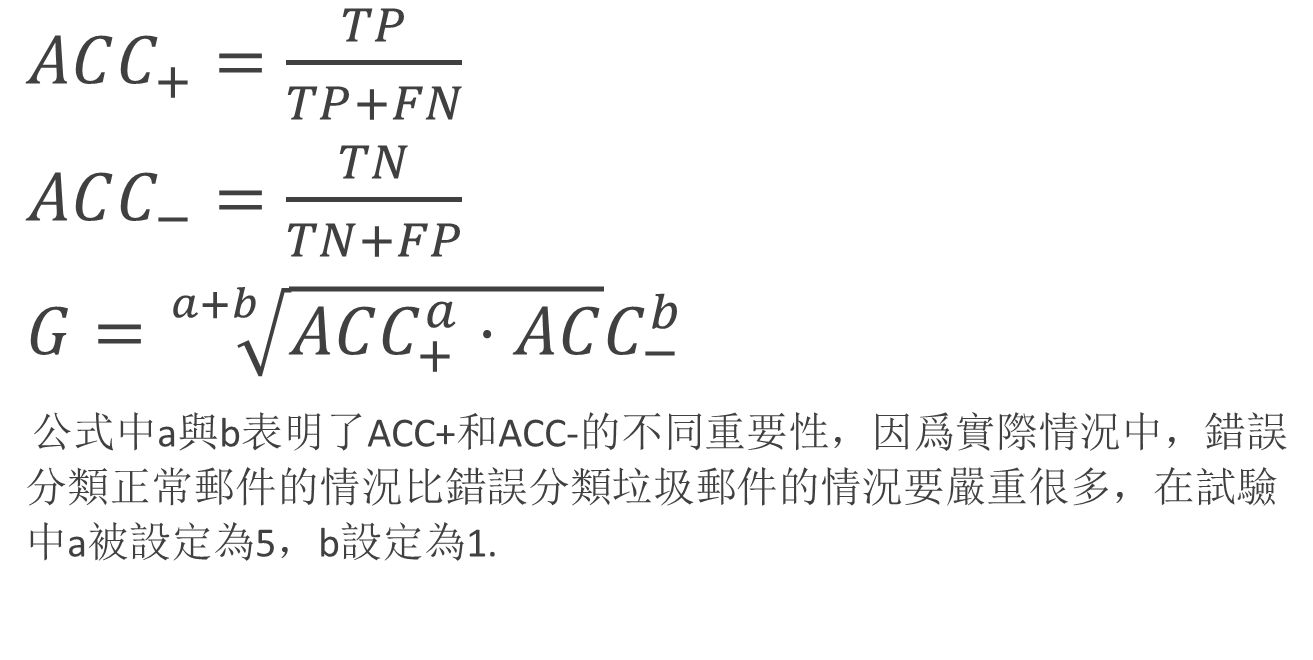 ACC₊ = TP / TP+FN
ACC₋ = TN / TN+FP
G = ᵃ⁺ᵇ√ACC₊ᵃ · ACC₋ᵇ
公式中a與b表明了ACC+和ACC-的不同重要性，因爲實際情況中，錯誤
分類正常郵件的情況比錯誤分類垃圾郵件的情況要嚴重很多，在試驗
中a被設定為5，b設定為1.